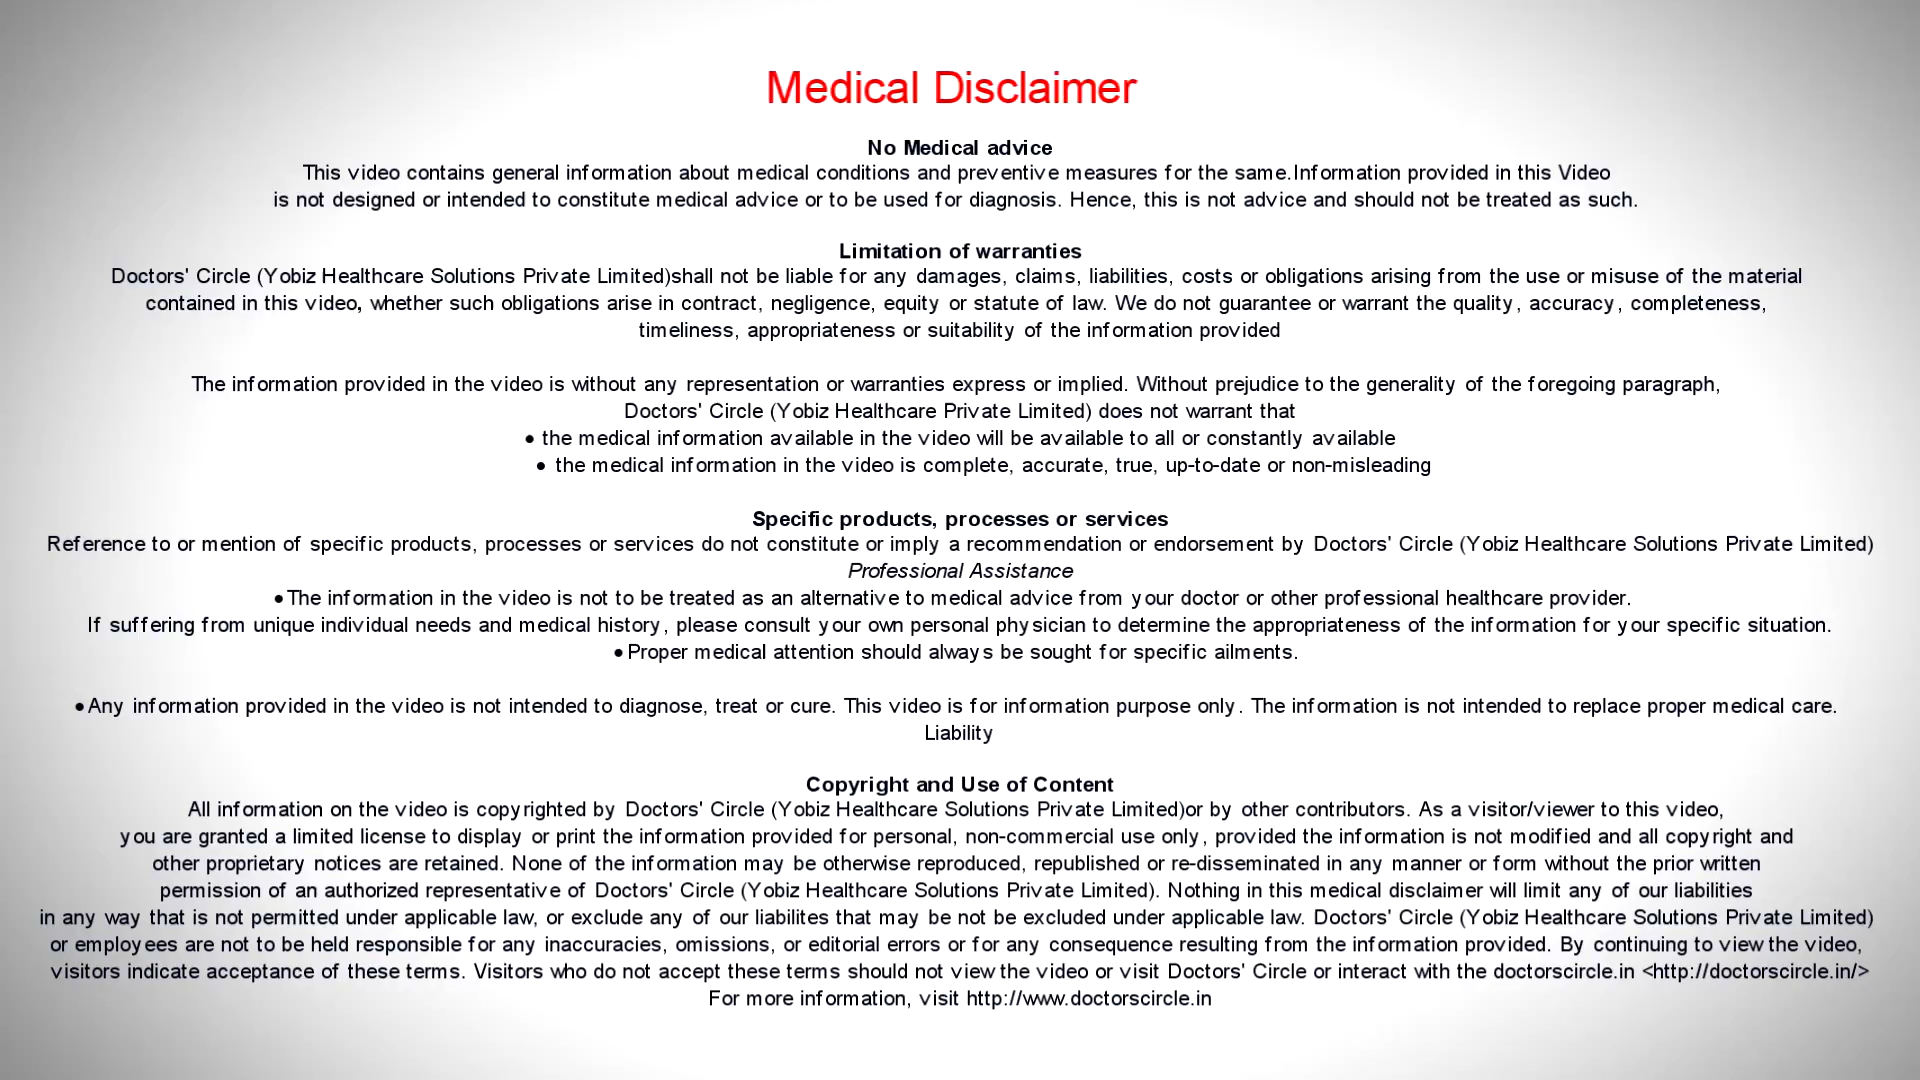 Medical Disclaimer
No Medical advice
This video contains general information about medical conditions and preventive measures for the same.Information provided in this Video
is not designed or intended to constitute medical advice or to be used for diagnosis. Hence, this is not advice and should not be treated as such.
Limitation of warranties
Doctors' Circle (Yobiz Healthcare Solutions Private Limited)shall not be liable for any damages, claims, liabilities, costs or obligations arising from the use or misuse of the material
contained in this video, whether such obligations arise in contract, negligence, equity or statute of law. We do not guarantee or warrant the quality, accuracy, completeness,
timeliness, appropriateness or suitability of the information provided
The information provided in the video is without any representation or warranties express or implied. Without prejudice to the generality of the foregoing paragraph,
Doctors' Circle (Yobiz Healthcare Private Limited) does not warrant that
• the medical information available in the video will be available to all or constantly available
• the medical information in the video is complete, accurate, true, up-to-date or non-misleading
Specific products, processes or services
Reference to or mention of specific products, processes or services do not constitute or imply a recommendation or endorsement by Doctors' Circle (Yobiz Healthcare Solutions Private Limited)
Professional Assistance
•The information in the video is not to be treated as an alternative to medical advice from your doctor or other professional healthcare provider.
If suffering from unique individual needs and medical history, please consult your own personal physician to determine the appropriateness of the information for your specific situation.
•Proper medical attention should always be sought for specific ailments.
•Any information provided in the video is not intended to diagnose, treat or cure. This video is for information purpose only. The information is not intended to replace proper medical care.
Liability
Copyright and Use of Content
All information on the video is copyrighted by Doctors' Circle (Yobiz Healthcare Solutions Private Limited)or by other contributors. As a visitor/viewer to this video,
you are granted a limited license to display or print the information provided for personal, non-commercial use only, provided the information is not modified and all copyright and
other proprietary notices are retained. None of the information may be otherwise reproduced, republished or re-disseminated in any manner or form without the prior written
permission of an authorized representative of Doctors' Circle (Yobiz Healthcare Solutions Private Limited). Nothing in this medical disclaimer will limit any of our liabilities
in any way that is not permitted under applicable law, or exclude any of our liabilites that may be not be excluded under applicable law. Doctors' Circle (Yobiz Healthcare Solutions Private Limited)
or employees are not to be held responsible for any inaccuracies, omissions, or editorial errors or for any consequence resulting from the information provided. By continuing to view the video,
visitors indicate acceptance of these terms. Visitors who do not accept these terms should not view the video or visit Doctors' Circle or interact with the doctorscircle.in <http://doctorscircle.in/>
For more information, visit http://www.doctorscircle.in